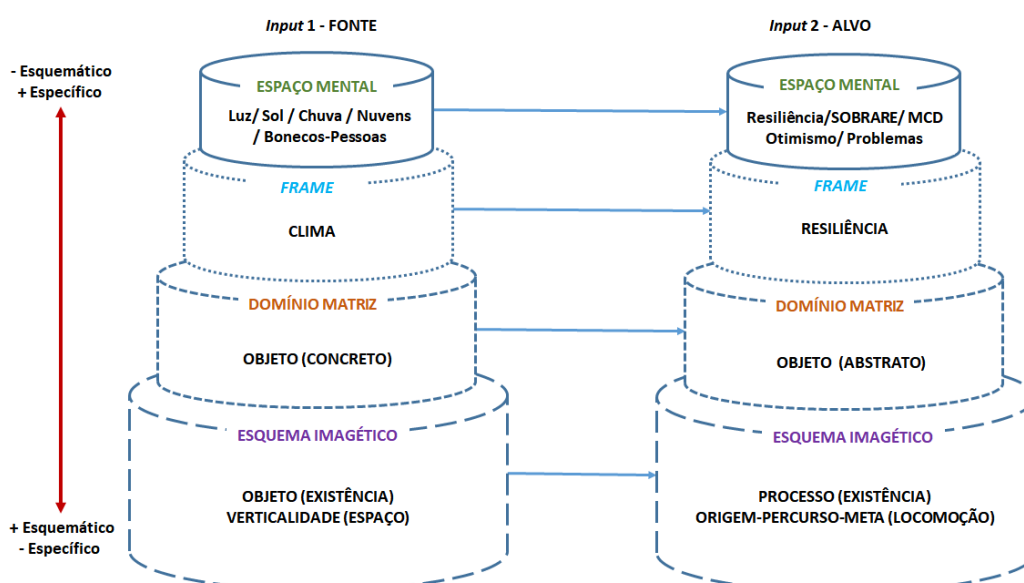 Input 1 - FONTE
Input 2 - ALVO
- Esquemático
+ Específico
ESPAÇO MENTAL
Luz/ Sol / Chuva / Nuvens
/ Bonecos-Pessoas
ESPAÇO MENTAL
Resiliência/SOBRARE/ MCD
Otimismo/ Problemas
FRAME
CLIMA
FRAME
RESILIÊNCIA
DOMÍNIO MATRIZ
OBJETO (CONCRETO)
DOMÍNIO MATRIZ
OBJETO (ABSTRATO)
ESQUEMA IMAGÉTICO
OBJETO (EXISTÊNCIA)
VERTICALIDADE (ESPAÇO)
ESQUEMA IMAGÉTICO
PROCESSO (EXISTÊNCIA)
ORIGEM-PERCURSO-META (LOCOMOÇÃO)
+ Esquemático
- Específico